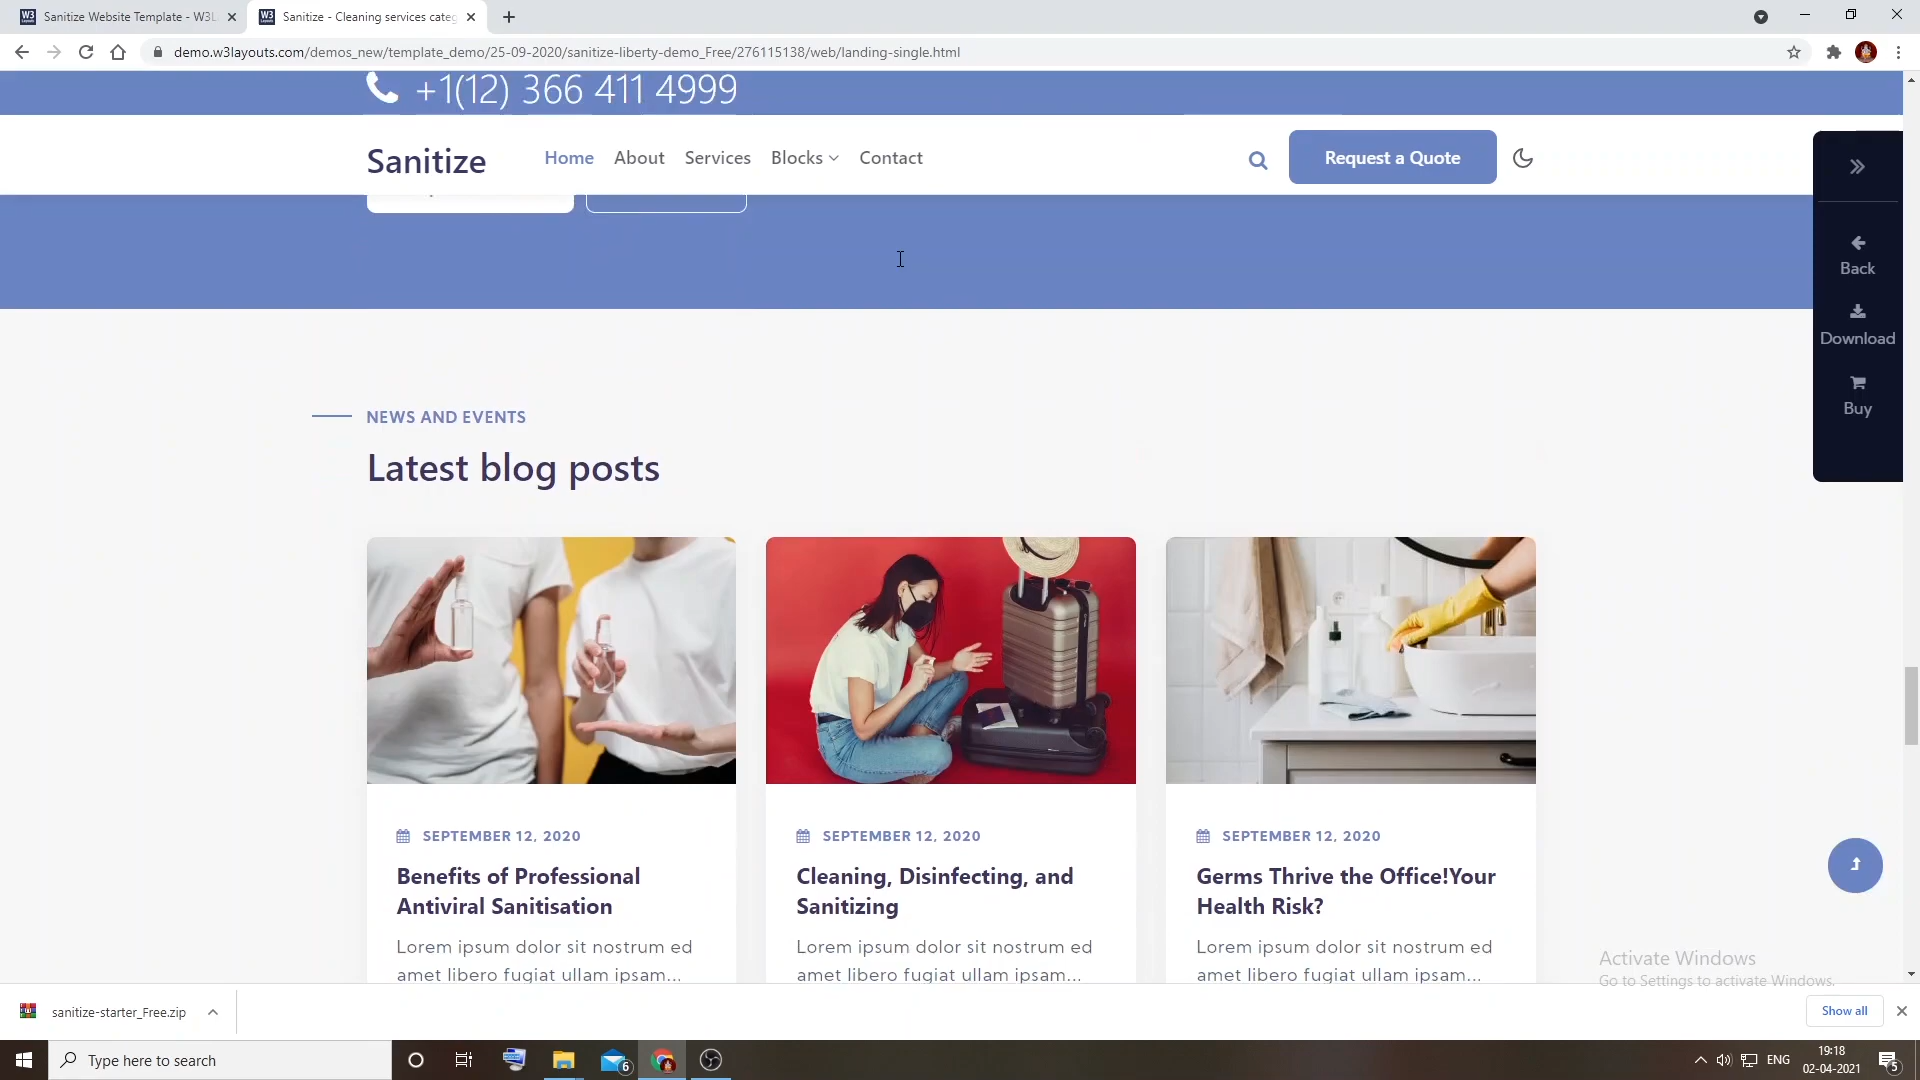 Sanitize Website Template - W3L
Sanitize - Cleaning services categ
demo.w3layouts.com/demos_new/template_demo/25-09-2020/sanitize-liberty-demo_Free/276115138/web/landing-single.html
+1(12) 366 411 4999
Sanitize Home About Services Blocks Contact Request a Quote
Back
Download
Buy
NEWS AND EVENTS
Latest blog posts
SEPTEMBER 12, 2020
Benefits of Professional
Antiviral Sanitisation
Lorem ipsum dolor sit nostrum ed
amet libero fugiat ullam ipsam...
SEPTEMBER 12, 2020
Cleaning, Disinfecting, and
Sanitizing
Lorem ipsum dolor sit nostrum ed
amet libero fugiat ullam ipsam...
SEPTEMBER 12, 2020
Germs Thrive the Office!Your
Health Risk?
Lorem ipsum dolor sit nostrum ed
amet libero fugiat ullam ipsam...
Activate Windows
Go to Settings to activate Windows.
sanitize-starter_Free.zip
Show all
Type here to search
6
ENG
19:18
02-04-2021
5